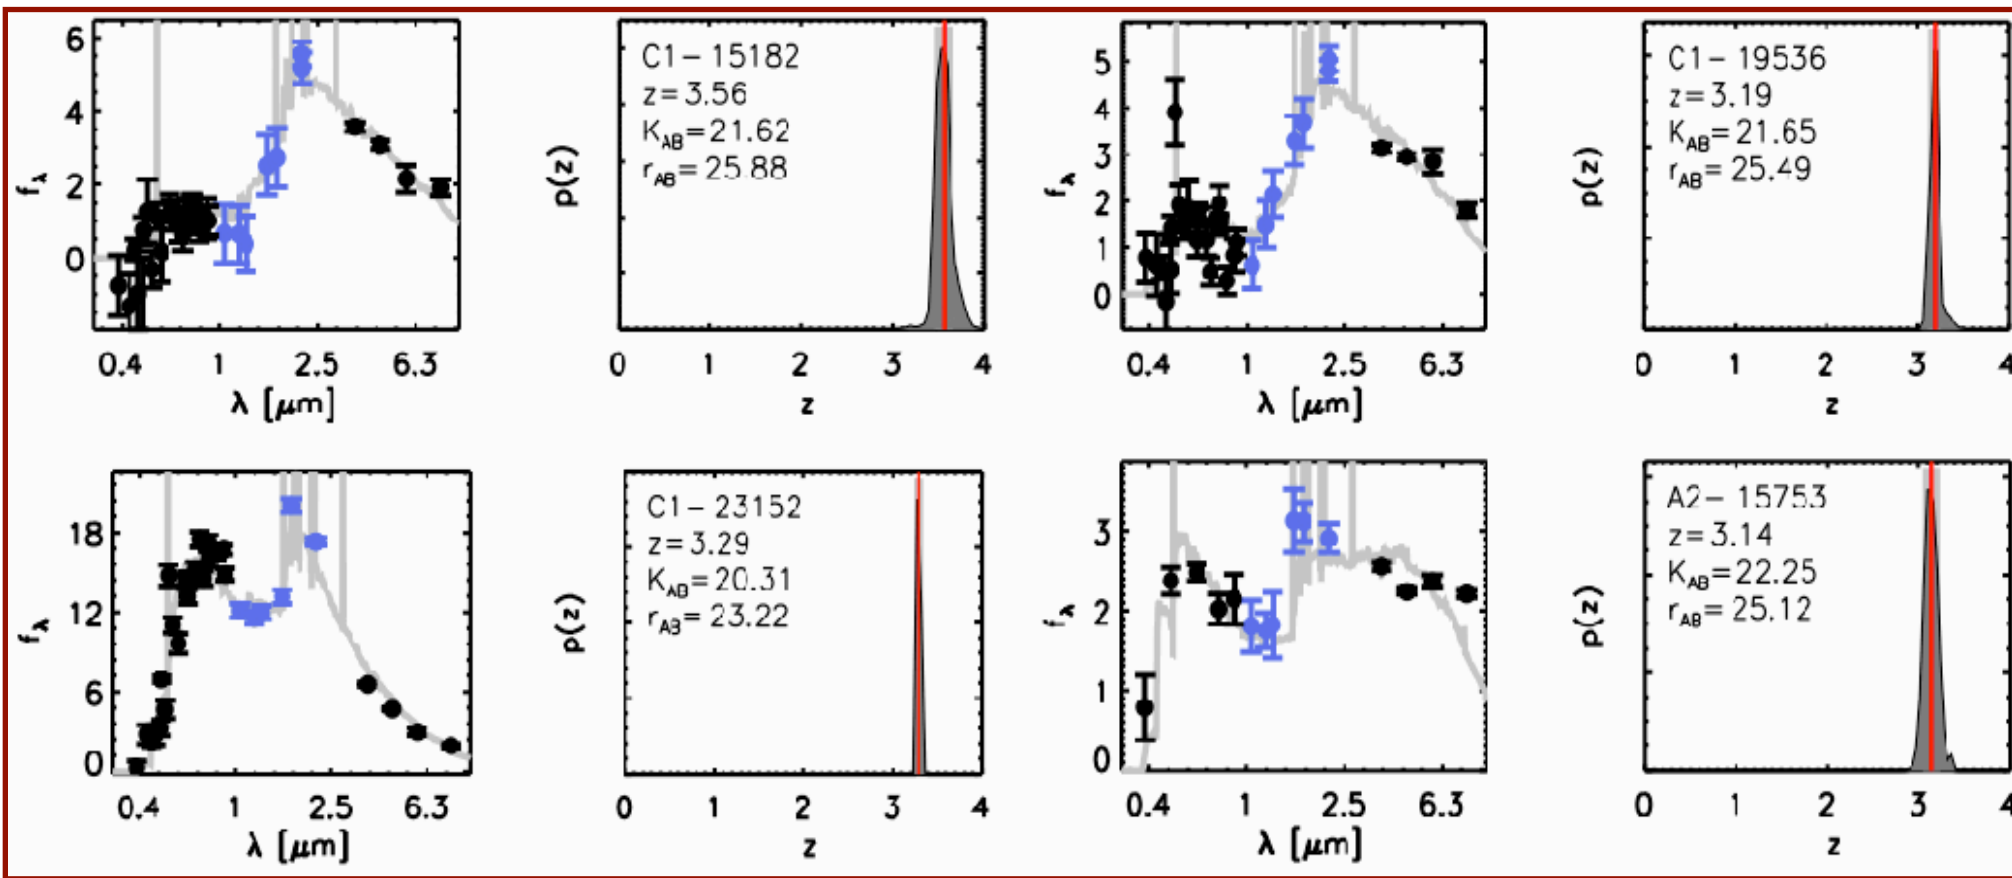 6
4
2
0
f_λ
0.4 1 2.5 6.3
λ [μm]
C1-15182
z=3.56
K_AB=21.62
r_AB=25.88
p(z)
0 1 2 3 4
z
5
4
3
2
1
0
f_λ
0.4 1 2.5 6.3
λ [μm]
C1-19536
z=3.19
K_AB=21.65
r_AB=25.49
p(z)
0 1 2 3 4
z
18
12
6
0
f_λ
0.4 1 2.5 6.3
λ [μm]
C1-23152
z=3.29
K_AB=20.31
r_AB=23.22
p(z)
0 1 2 3 4
z
3
2
1
0
f_λ
0.4 1 2.5 6.3
λ [μm]
A2-15753
z=3.14
K_AB=22.25
r_AB=25.12
p(z)
0 1 2 3 4
z